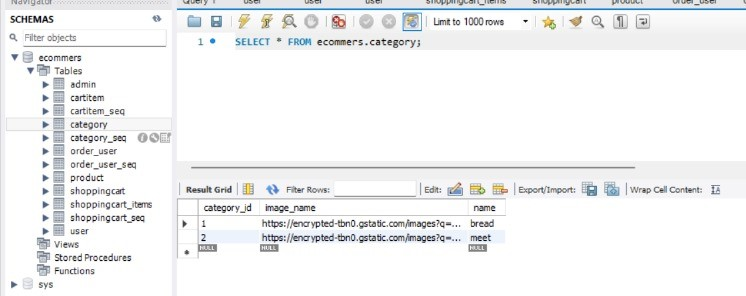 Navigator
Query 1 user user user shoppingcart_items shoppingcart product order_user
SCHEMAS
Filter objects
Limit to 1000 rows
1 SELECT * FROM ecommers.category;
ecommers
Tables
admin
cartitem
cartitem_seq
category
category_seq
order_user
order_user_seq
product
shoppingcart
shoppingcart_items
shoppingcart_seq
user
Views
Stored Procedures
Functions
sys
Result Grid Filter Rows: Edit: Export/Import: Wrap Cell Content: IA
category_id image_name name
1 https://encrypted-tbn0.gstatic.com/images?q=... bread
2 https://encrypted-tbn0.gstatic.com/images?q=... meet
NULL NULL NULL